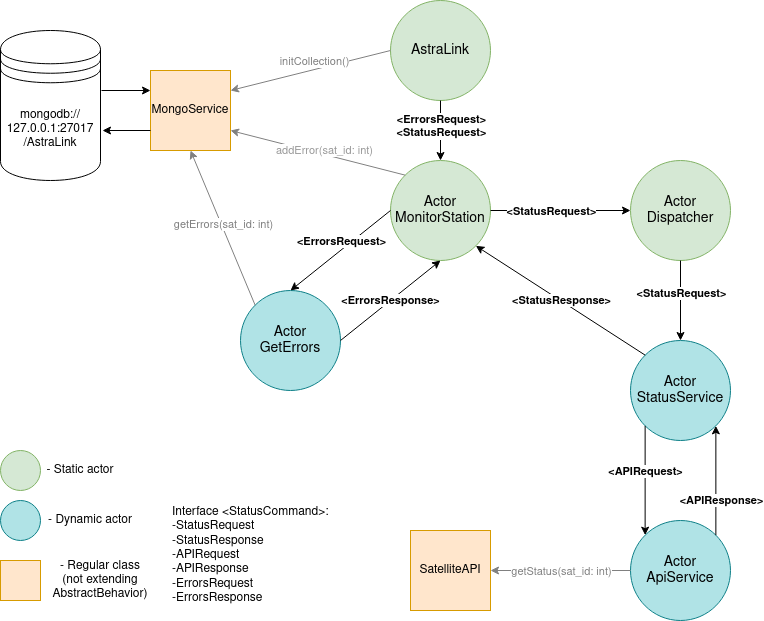 AstraLink
initCollection()
mongodb://
127.0.0.1:27017
/AstraLink
MongoService
<ErrorsRequest>
<StatusRequest>
addError(sat_id: int)
Actor
MonitorStation
<StatusRequest>
Actor
Dispatcher
getErrors(sat_id: int)
<ErrorsRequest>
<ErrorsResponse>
<StatusResponse>
<StatusRequest>
Actor
GetErrors
Actor
StatusService
- Static actor
<APIRequest>
<APIResponse>
- Dynamic actor
Interface <StatusCommand>:
-StatusRequest
-StatusResponse
-APIRequest
-APIResponse
-ErrorsRequest
-ErrorsResponse
- Regular class
(not extending
AbstractBehavior)
SatelliteAPI
getStatus(sat_id: int)
Actor
ApiService